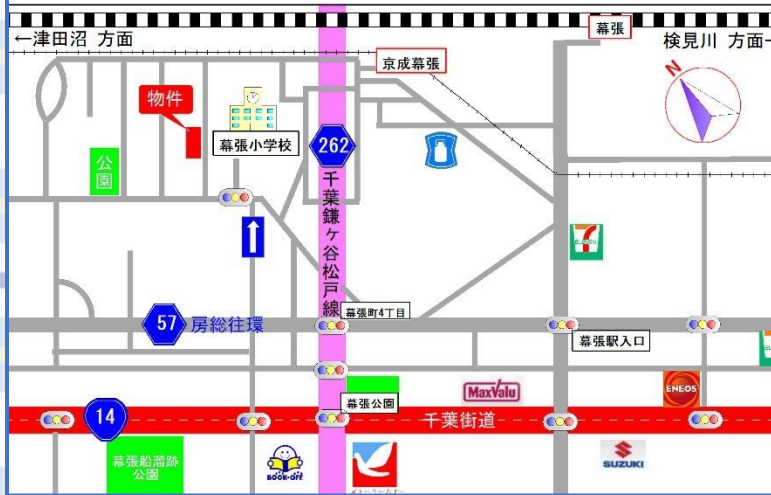 幕張
←津田沼 方面
検見川 方面
京成幕張
N
物件
幕張小学校
262
公園
千葉鎌ヶ谷松戸線
7
ELEVEN
57
房総往環
幕張町4丁目
幕張駅入口
MaxValu
ENEOS
幕張公園
14
千葉街道
幕張船溜跡
公園
BOOK-OFF
SUZUKI